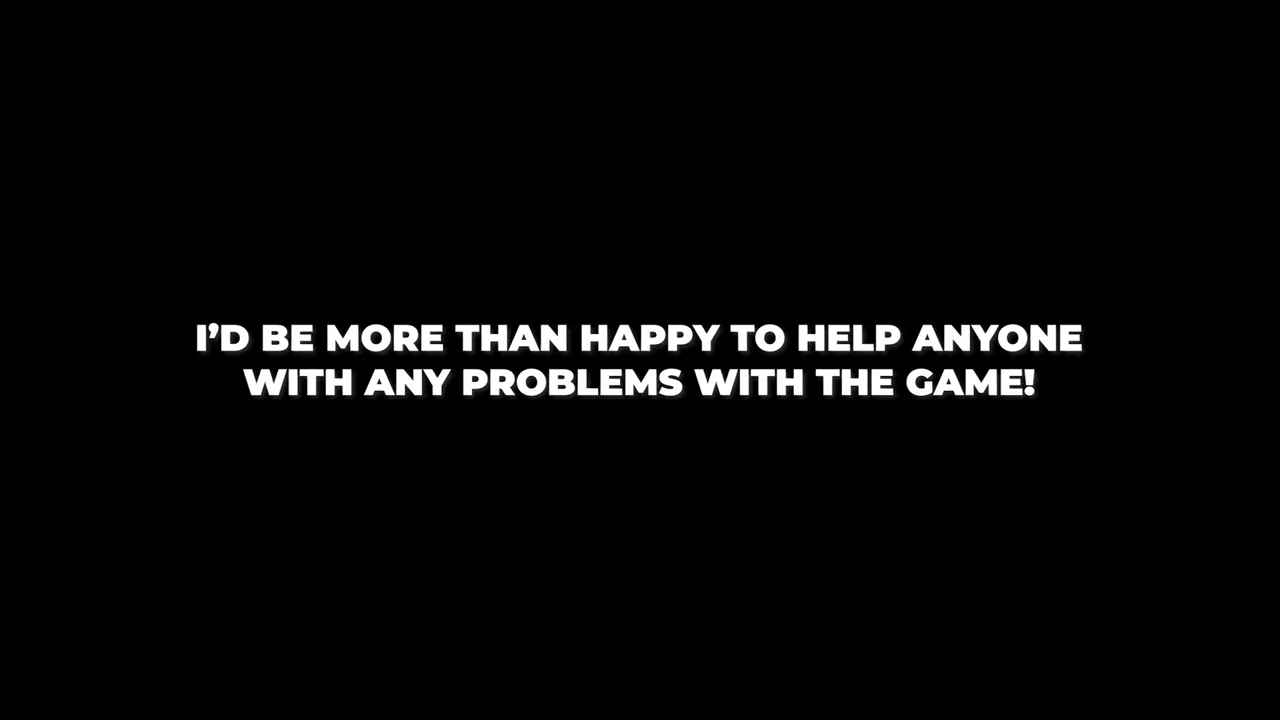 I’D BE MORE THAN HAPPY TO HELP ANYONE
WITH ANY PROBLEMS WITH THE GAME!